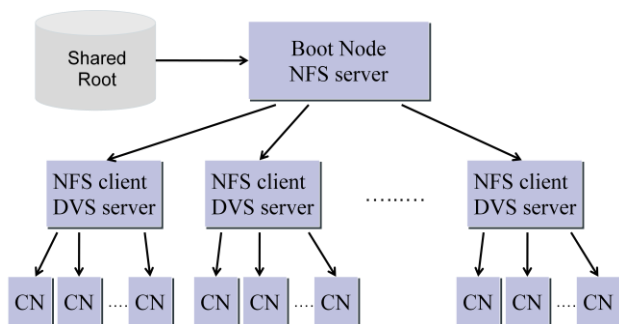 Shared
Root
Boot Node
NFS server
NFS client
DVS server
NFS client
DVS server
.........
NFS client
DVS server
CN
CN
....
CN
CN
CN
....
CN
CN
CN
....
CN